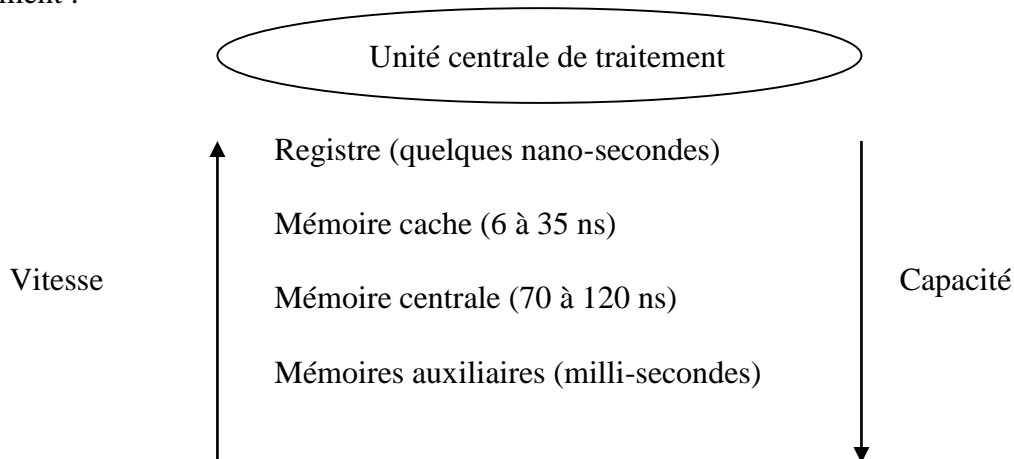 Unité centrale de traitement
Registre (quelques nano-secondes)
Mémoire cache (6 à 35 ns)
Vitesse
Capacité
Mémoire centrale (70 à 120 ns)
Mémoires auxiliaires (milli-secondes)